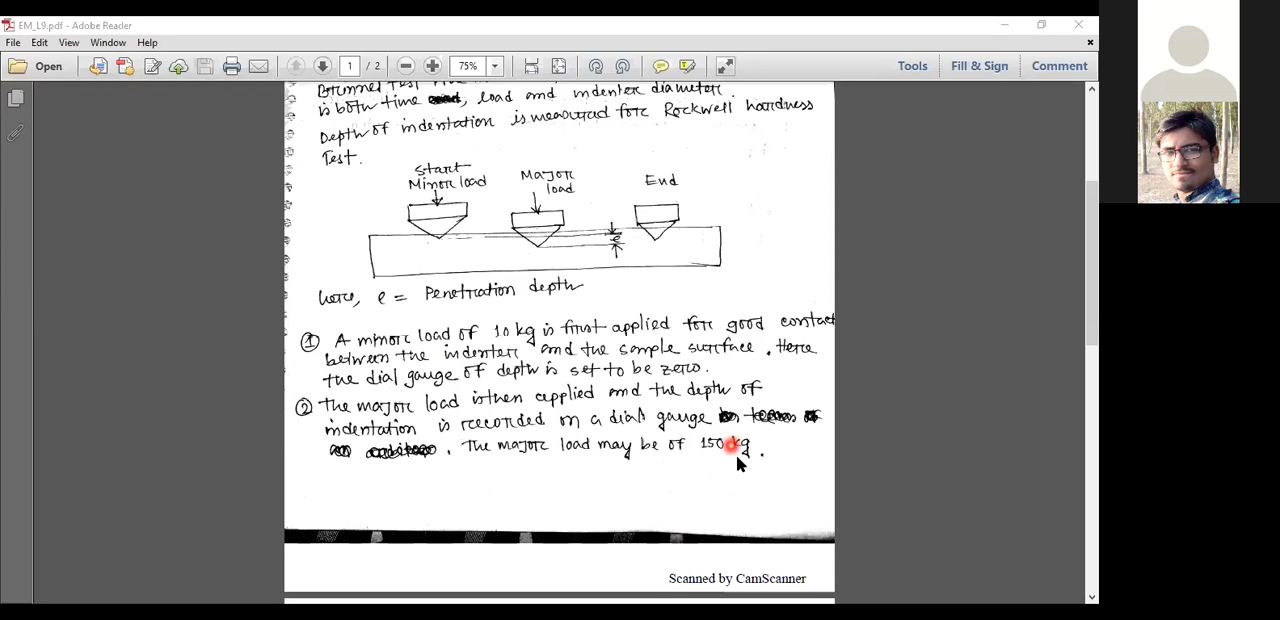 EM_L9.pdf - Adobe Reader
File Edit View Window Help
Open 1 / 2 75% Tools Fill & Sign Comment
is both time load and indenter diameter.
Depth of indentation is measured for Rockwell hardness
Test.
Start
Minor load
Major
load
End
e
here, e = Penetration depth
① A minor load of 10 kg is first applied for good contact
between the indenter and the sample surface. Here
the dial gauge of depth is set to be zero.
② The major load is then applied and the depth of
indentation is recorded on a dial gauge
. The major load may be of 150 kg.
Scanned by CamScanner